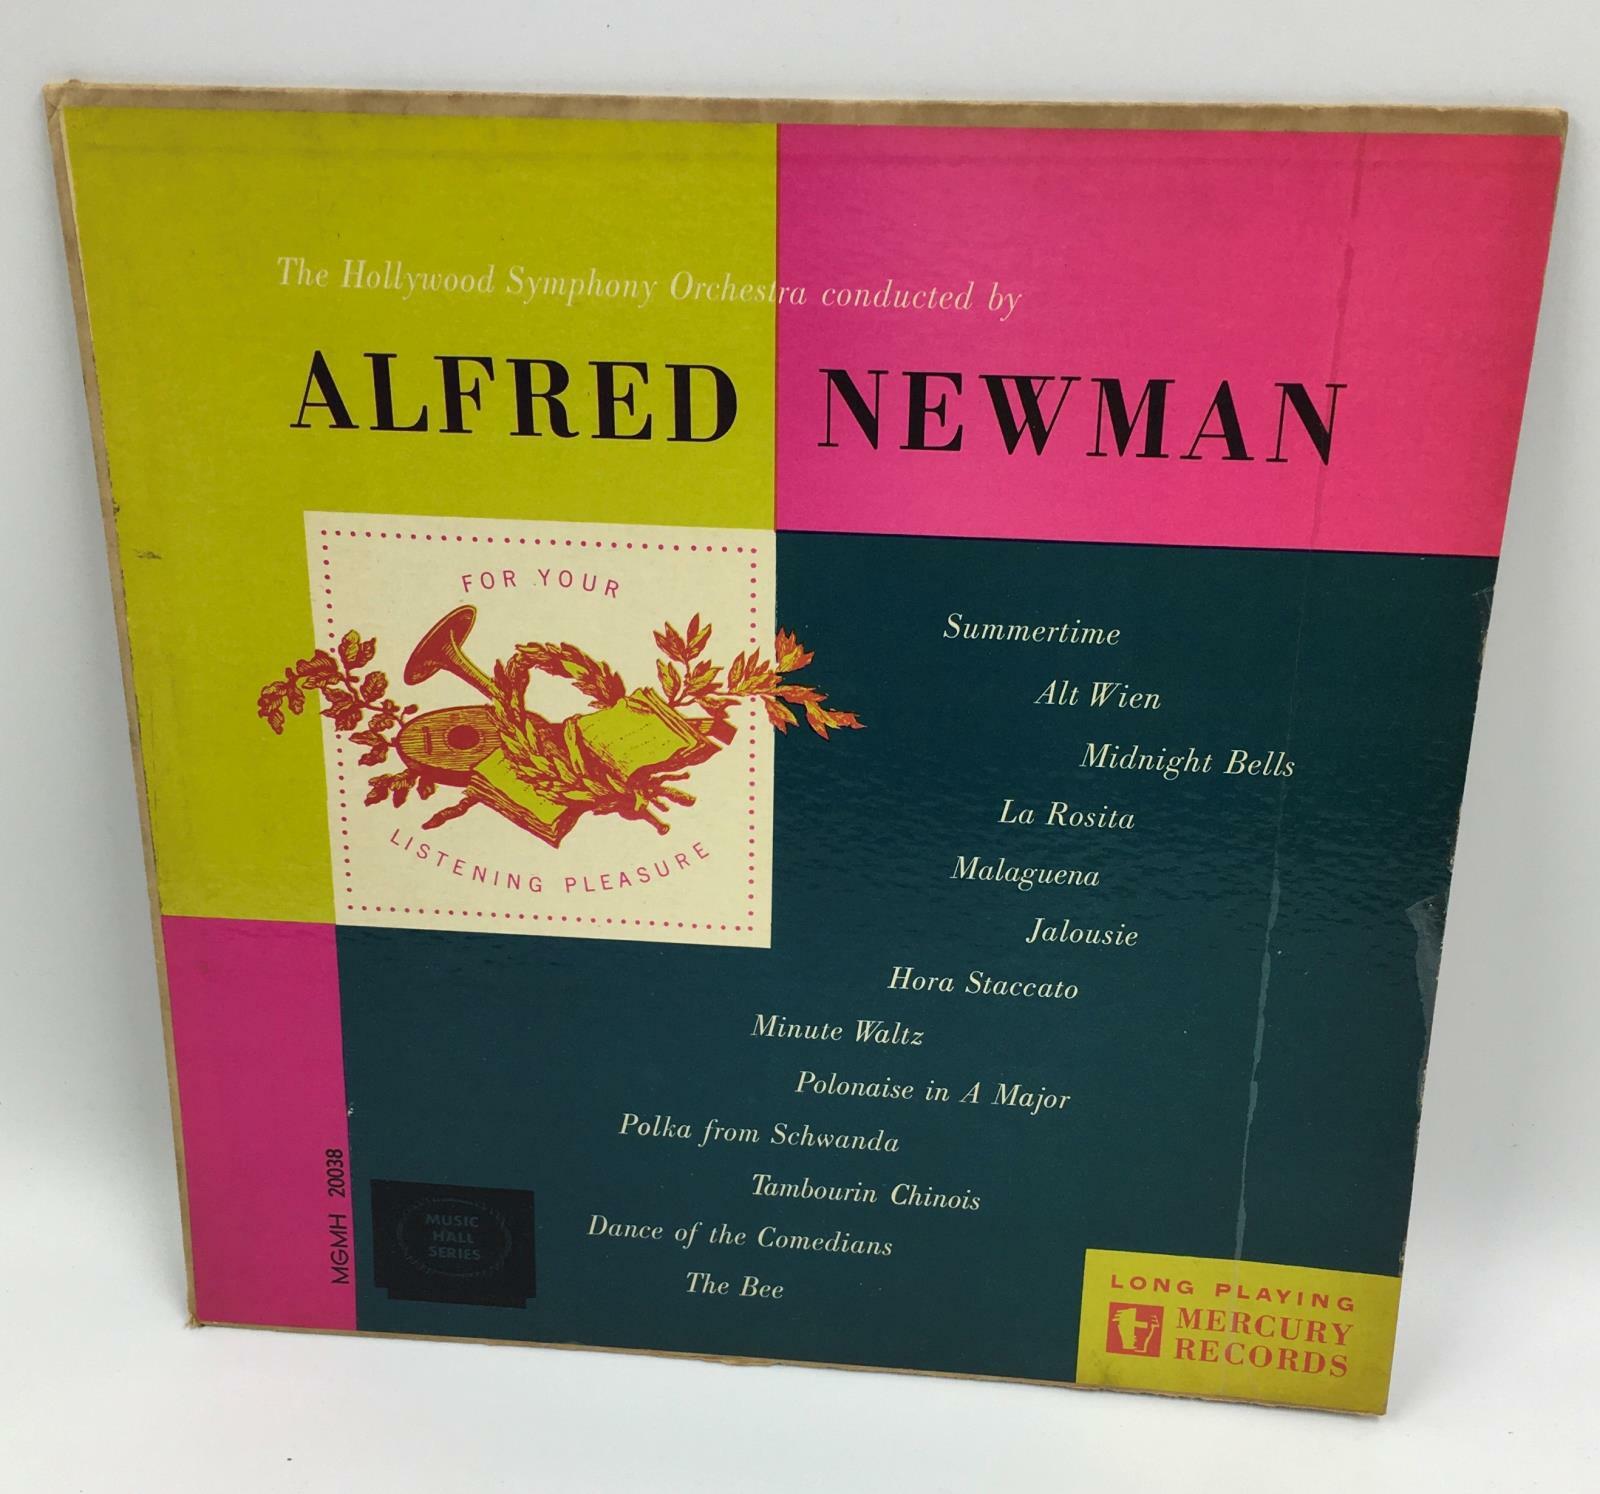 The Hollywood Symphony Orchestra conducted by
ALFRED NEWMAN
FOR YOUR
LISTENING PLEASURE
Summertime
Alt Wien
Midnight Bells
La Rosita
Malaguena
Jalousie
Hora Staccato
Minute Waltz
Polonaise in A Major
Polka from Schwanda
Tambourin Chinois
Dance of the Comedians
The Bee
MGMH 20038
MUSIC
HALL
SERIES
LONG PLAYING
MERCURY
RECORDS